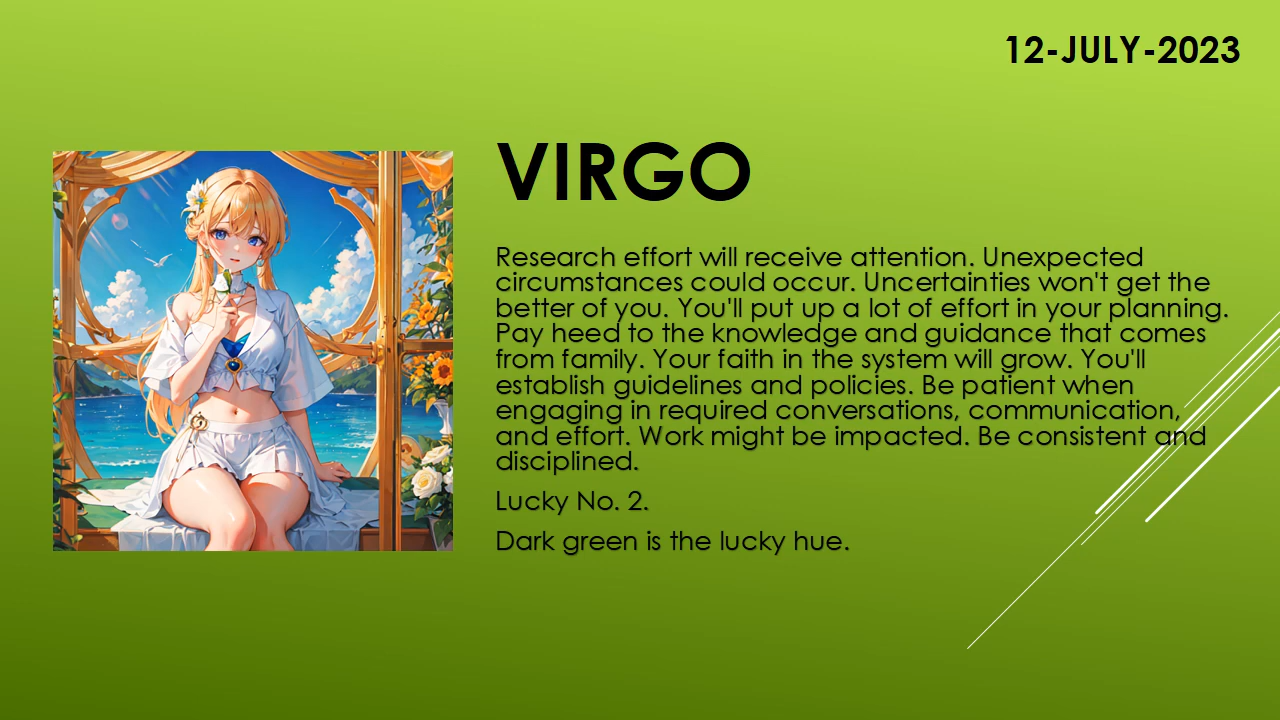 12-JULY-2023
VIRGO
Research effort will receive attention. Unexpected
circumstances could occur. Uncertainties won't get the
better of you. You'll put up a lot of effort in your planning.
Pay heed to the knowledge and guidance that comes
from family. Your faith in the system will grow. You'll
establish guidelines and policies. Be patient when
engaging in required conversations, communication,
and effort. Work might be impacted. Be consistent and
disciplined.
Lucky No. 2.
Dark green is the lucky hue.